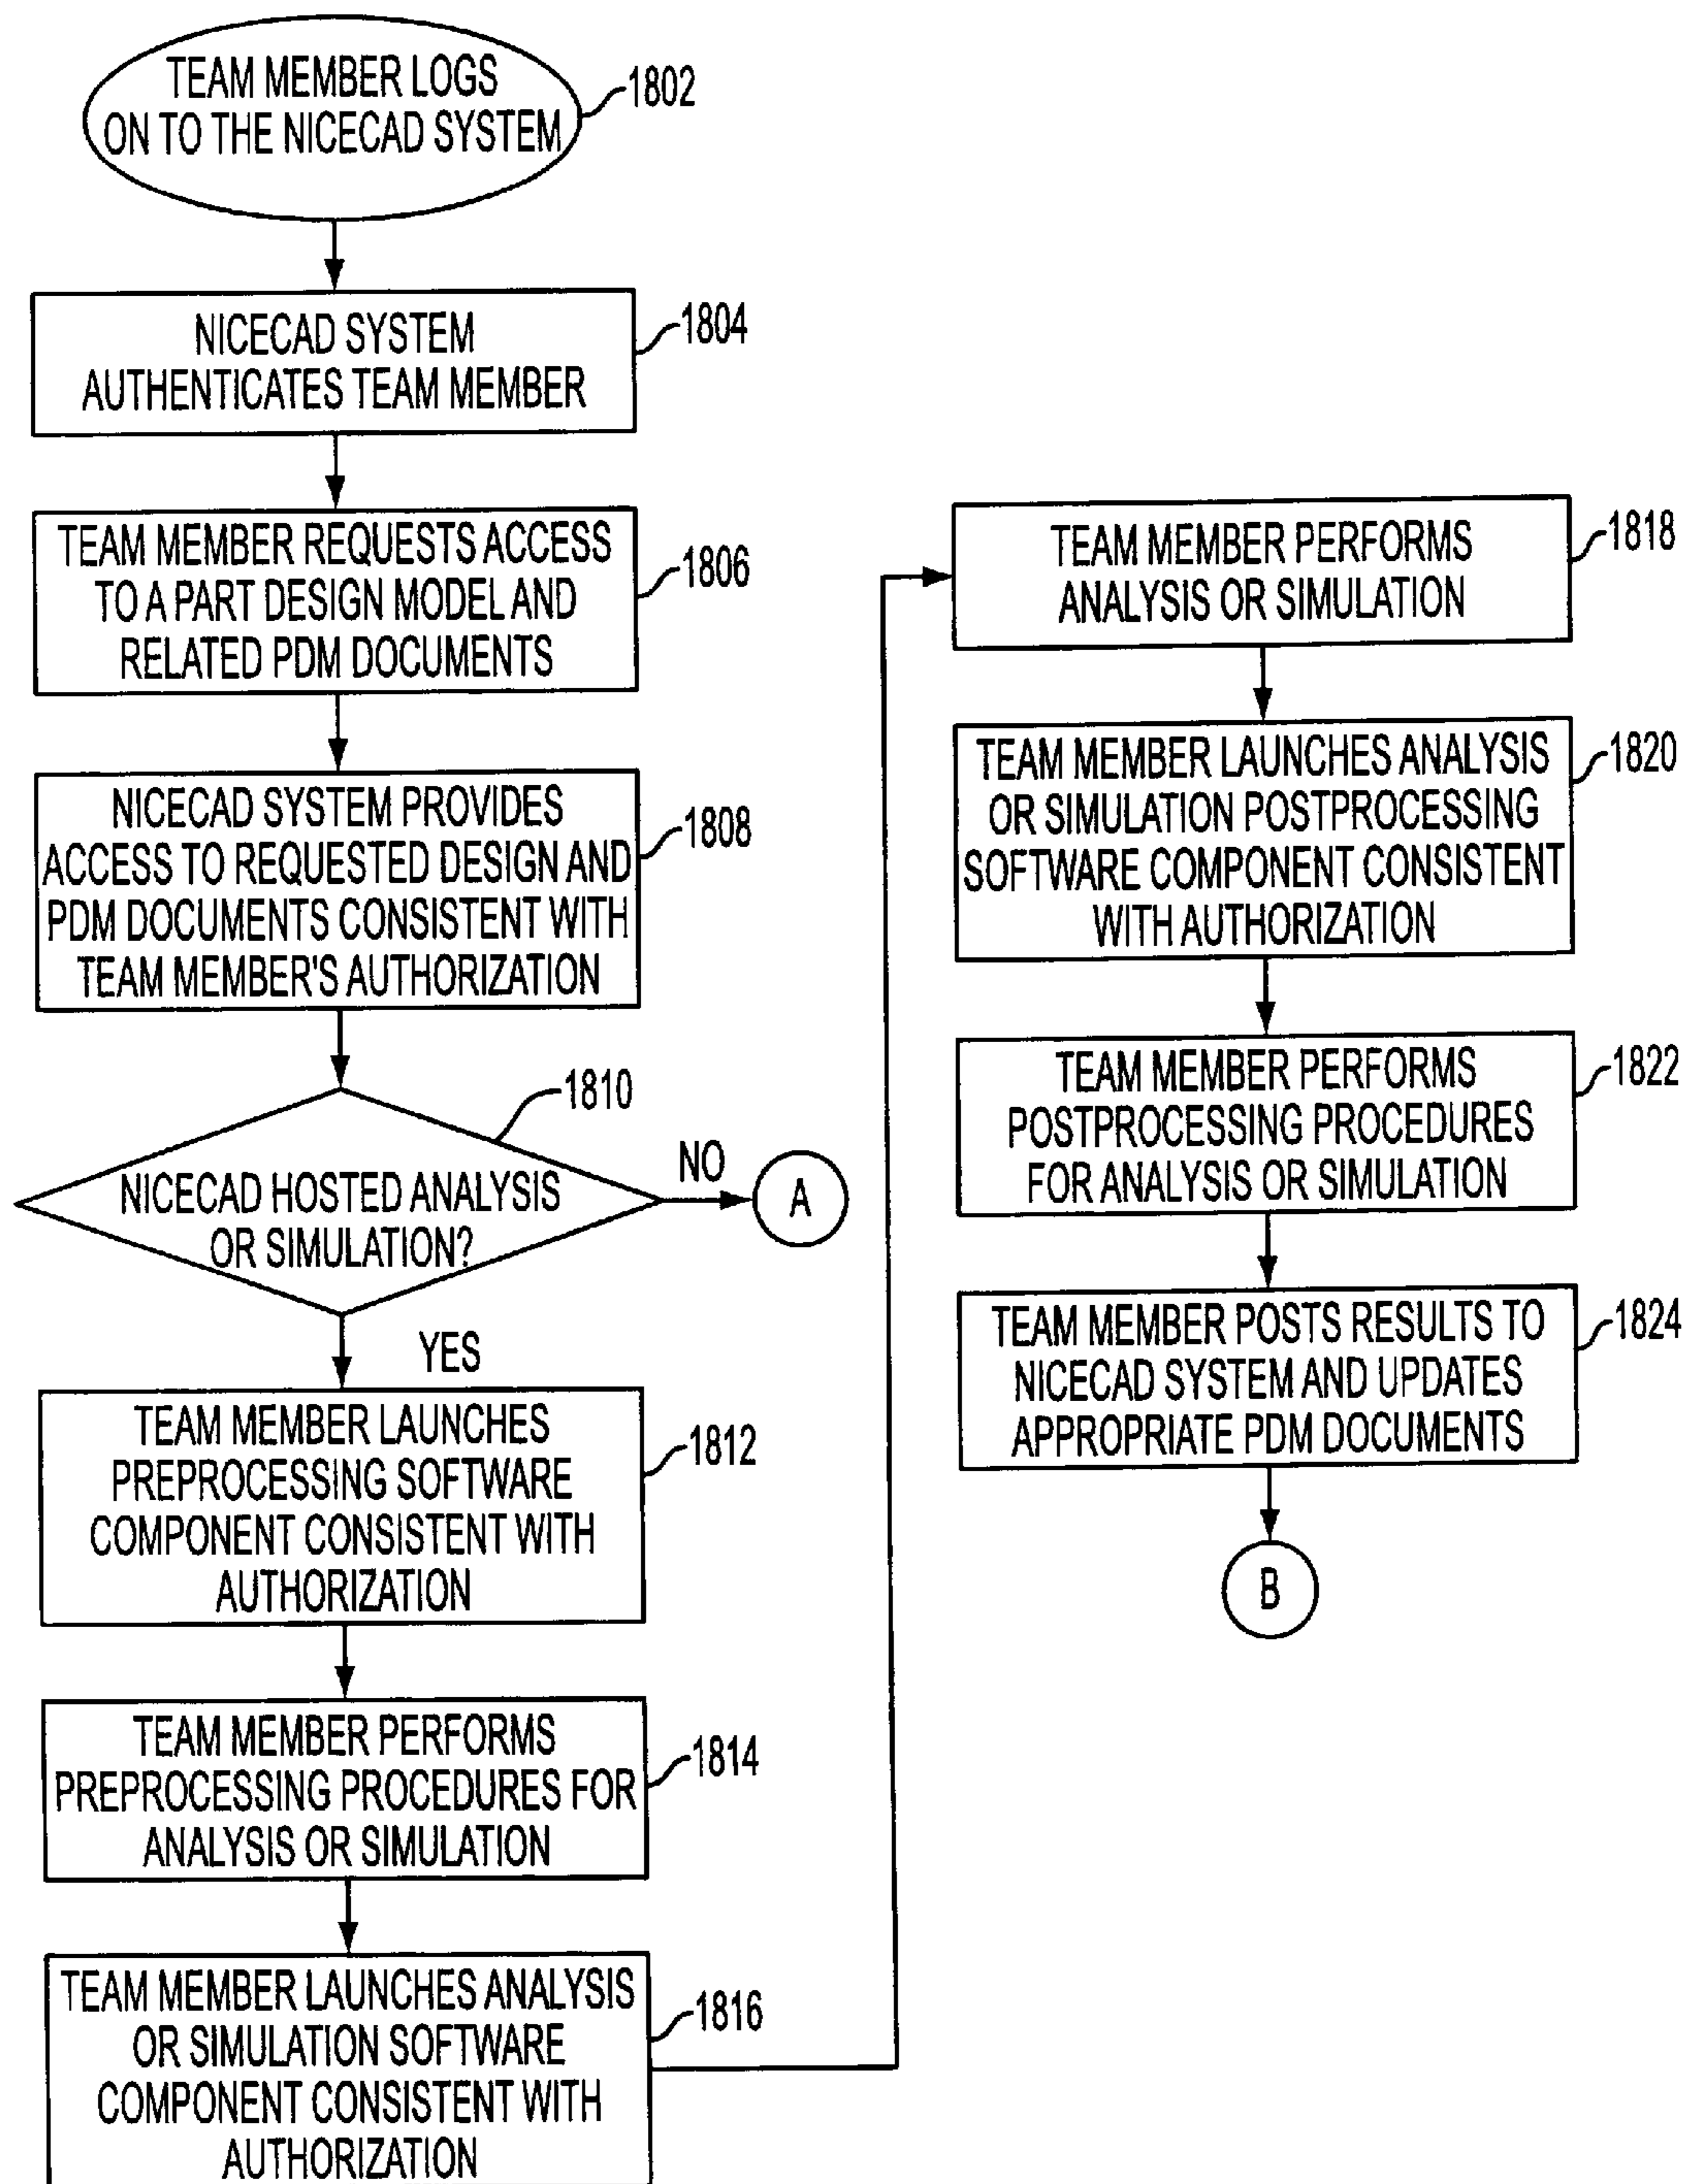 TEAM MEMBER LOGS
ON TO THE NICECAD SYSTEM
1802
NICECAD SYSTEM
AUTHENTICATES TEAM MEMBER
1804
TEAM MEMBER REQUESTS ACCESS
TO A PART DESIGN MODEL AND
RELATED PDM DOCUMENTS
1806
NICECAD SYSTEM PROVIDES
ACCESS TO REQUESTED DESIGN AND
PDM DOCUMENTS CONSISTENT WITH
TEAM MEMBER'S AUTHORIZATION
1808
1810
NICECAD HOSTED ANALYSIS
OR SIMULATION?
NO
A
YES
TEAM MEMBER LAUNCHES
PREPROCESSING SOFTWARE
COMPONENT CONSISTENT WITH
AUTHORIZATION
1812
TEAM MEMBER PERFORMS
PREPROCESSING PROCEDURES FOR
ANALYSIS OR SIMULATION
1814
TEAM MEMBER LAUNCHES ANALYSIS
OR SIMULATION SOFTWARE
COMPONENT CONSISTENT WITH
AUTHORIZATION
1816
TEAM MEMBER PERFORMS
ANALYSIS OR SIMULATION
1818
TEAM MEMBER LAUNCHES ANALYSIS
OR SIMULATION POSTPROCESSING
SOFTWARE COMPONENT CONSISTENT
WITH AUTHORIZATION
1820
TEAM MEMBER PERFORMS
POSTPROCESSING PROCEDURES
FOR ANALYSIS OR SIMULATION
1822
TEAM MEMBER POSTS RESULTS TO
NICECAD SYSTEM AND UPDATES
APPROPRIATE PDM DOCUMENTS
1824
B